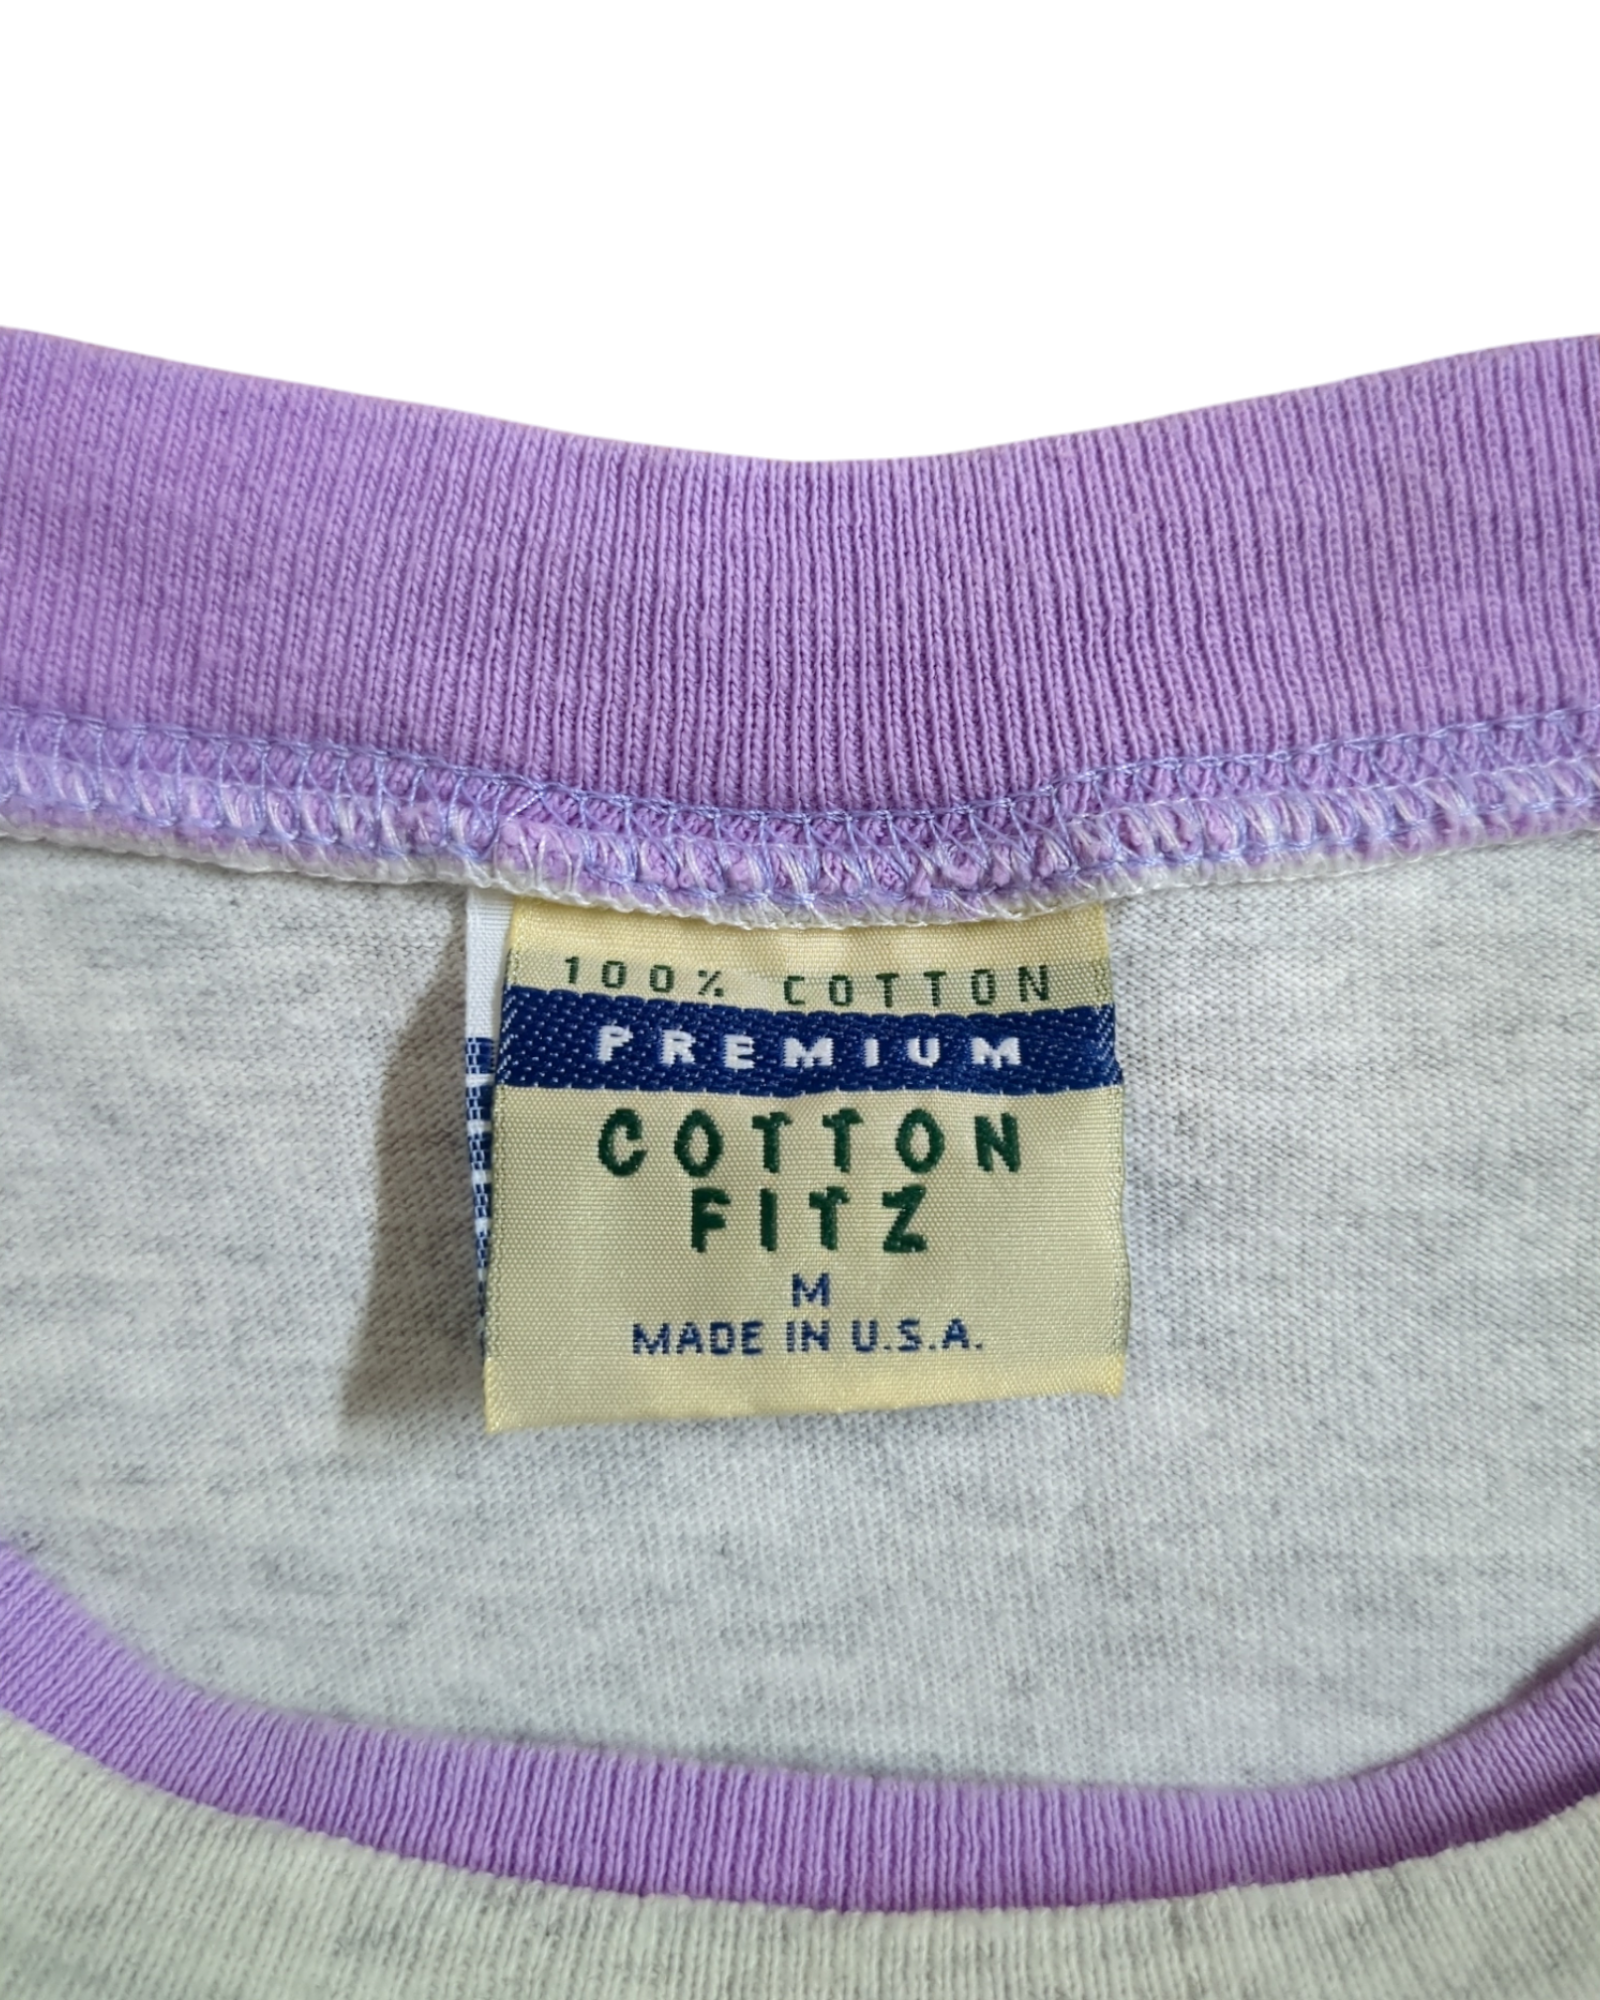 100% COTTON
PREMIUM
COTTON
FITZ
M
MADE IN U.S.A.